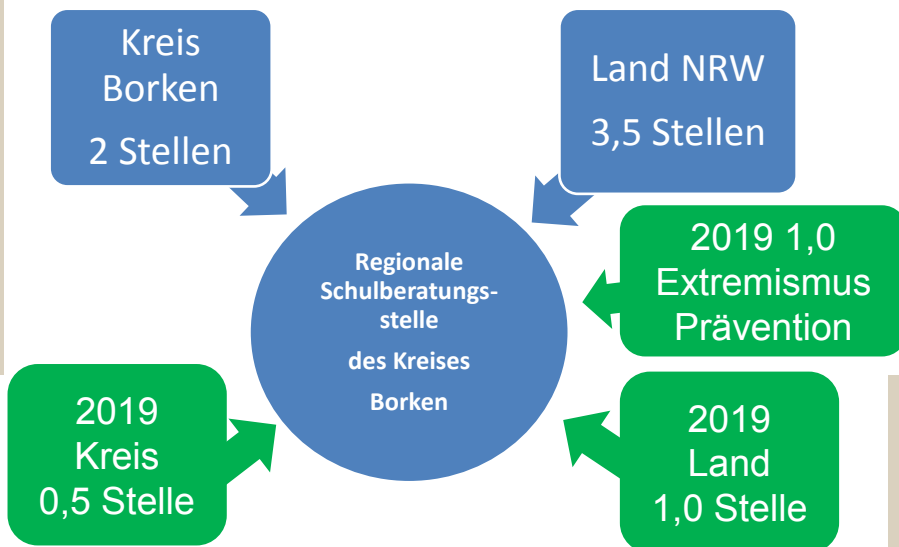 Kreis
Borken
2 Stellen
Land NRW
3,5 Stellen
Regionale
Schulberatungs-
stelle
des Kreises
Borken
2019 1,0
Extremismus
Prävention
2019
Kreis
0,5 Stelle
2019
Land
1,0 Stelle